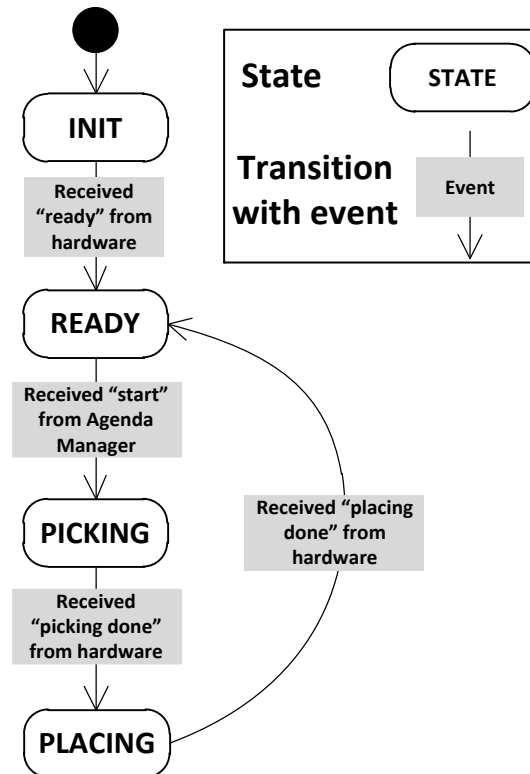 INIT
Received
“ready” from
hardware
READY
Received “start”
from Agenda
Manager
PICKING
Received
“picking done”
from hardware
PLACING
Received “placing
done” from
hardware
State
STATE
Transition
with event
Event